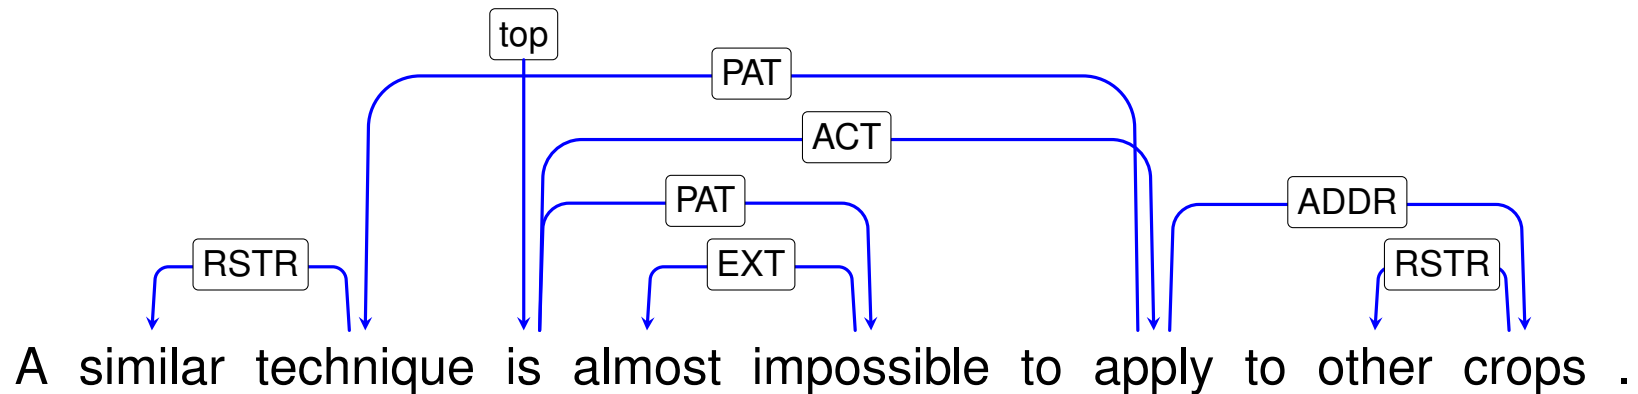 top
PAT
ACT
PAT ADDR
RSTR EXT RSTR
A similar technique is almost impossible to apply to other crops .